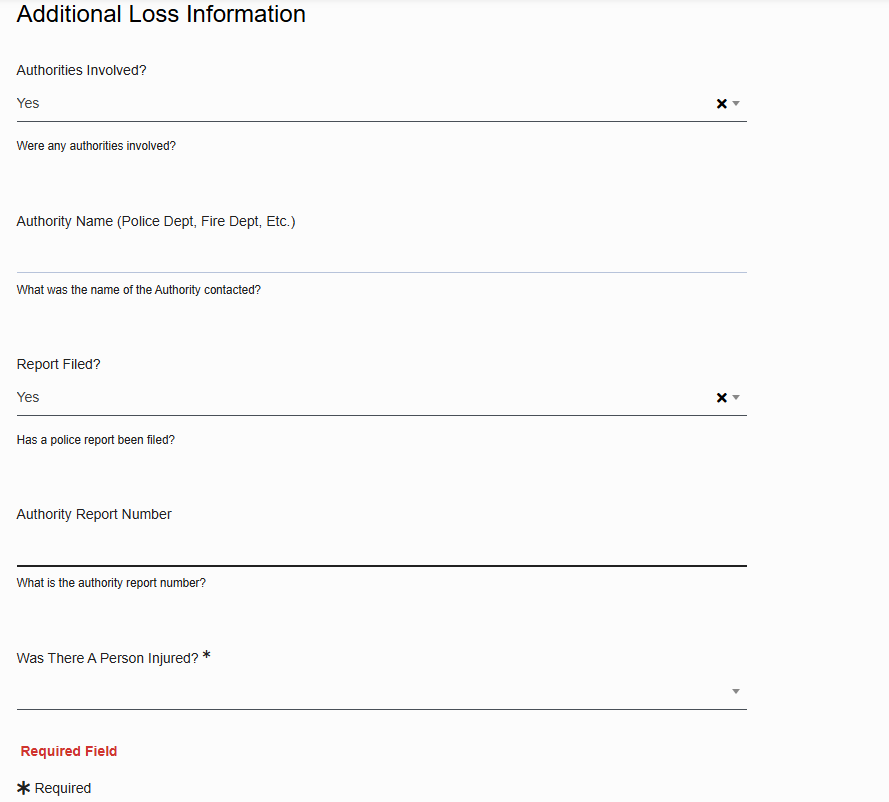 Additional Loss Information
Authorities Involved?
Yes
Were any authorities involved?
Authority Name (Police Dept, Fire Dept, Etc.)
What was the name of the Authority contacted?
Report Filed?
Yes
Has a police report been filed?
Authority Report Number
What is the authority report number?
Was There A Person Injured? *
Required Field
* Required